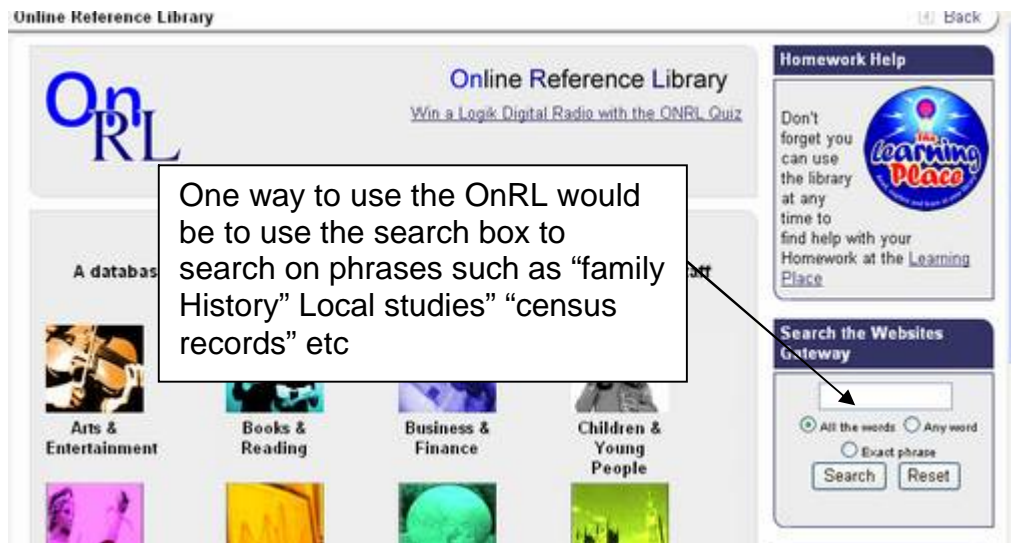 Online Reference Library
Back
On
RL
Online Reference Library
Win a Logik Digital Radio with the ONRL Quiz
One way to use the OnRL would
be to use the search box to
search on phrases such as “family
History” Local studies” “census
records” etc
A databas
aff
Arts &
Entertainment
Books &
Reading
Business &
Finance
Children &
Young
People
Homework Help
Don't
forget you
can use
the library
at any
time to
find help with your
Homework at the Learning
Place
The
Learning
Place
Search the Websites
Gateway
All the words Any word
Exact phrase
Search Reset